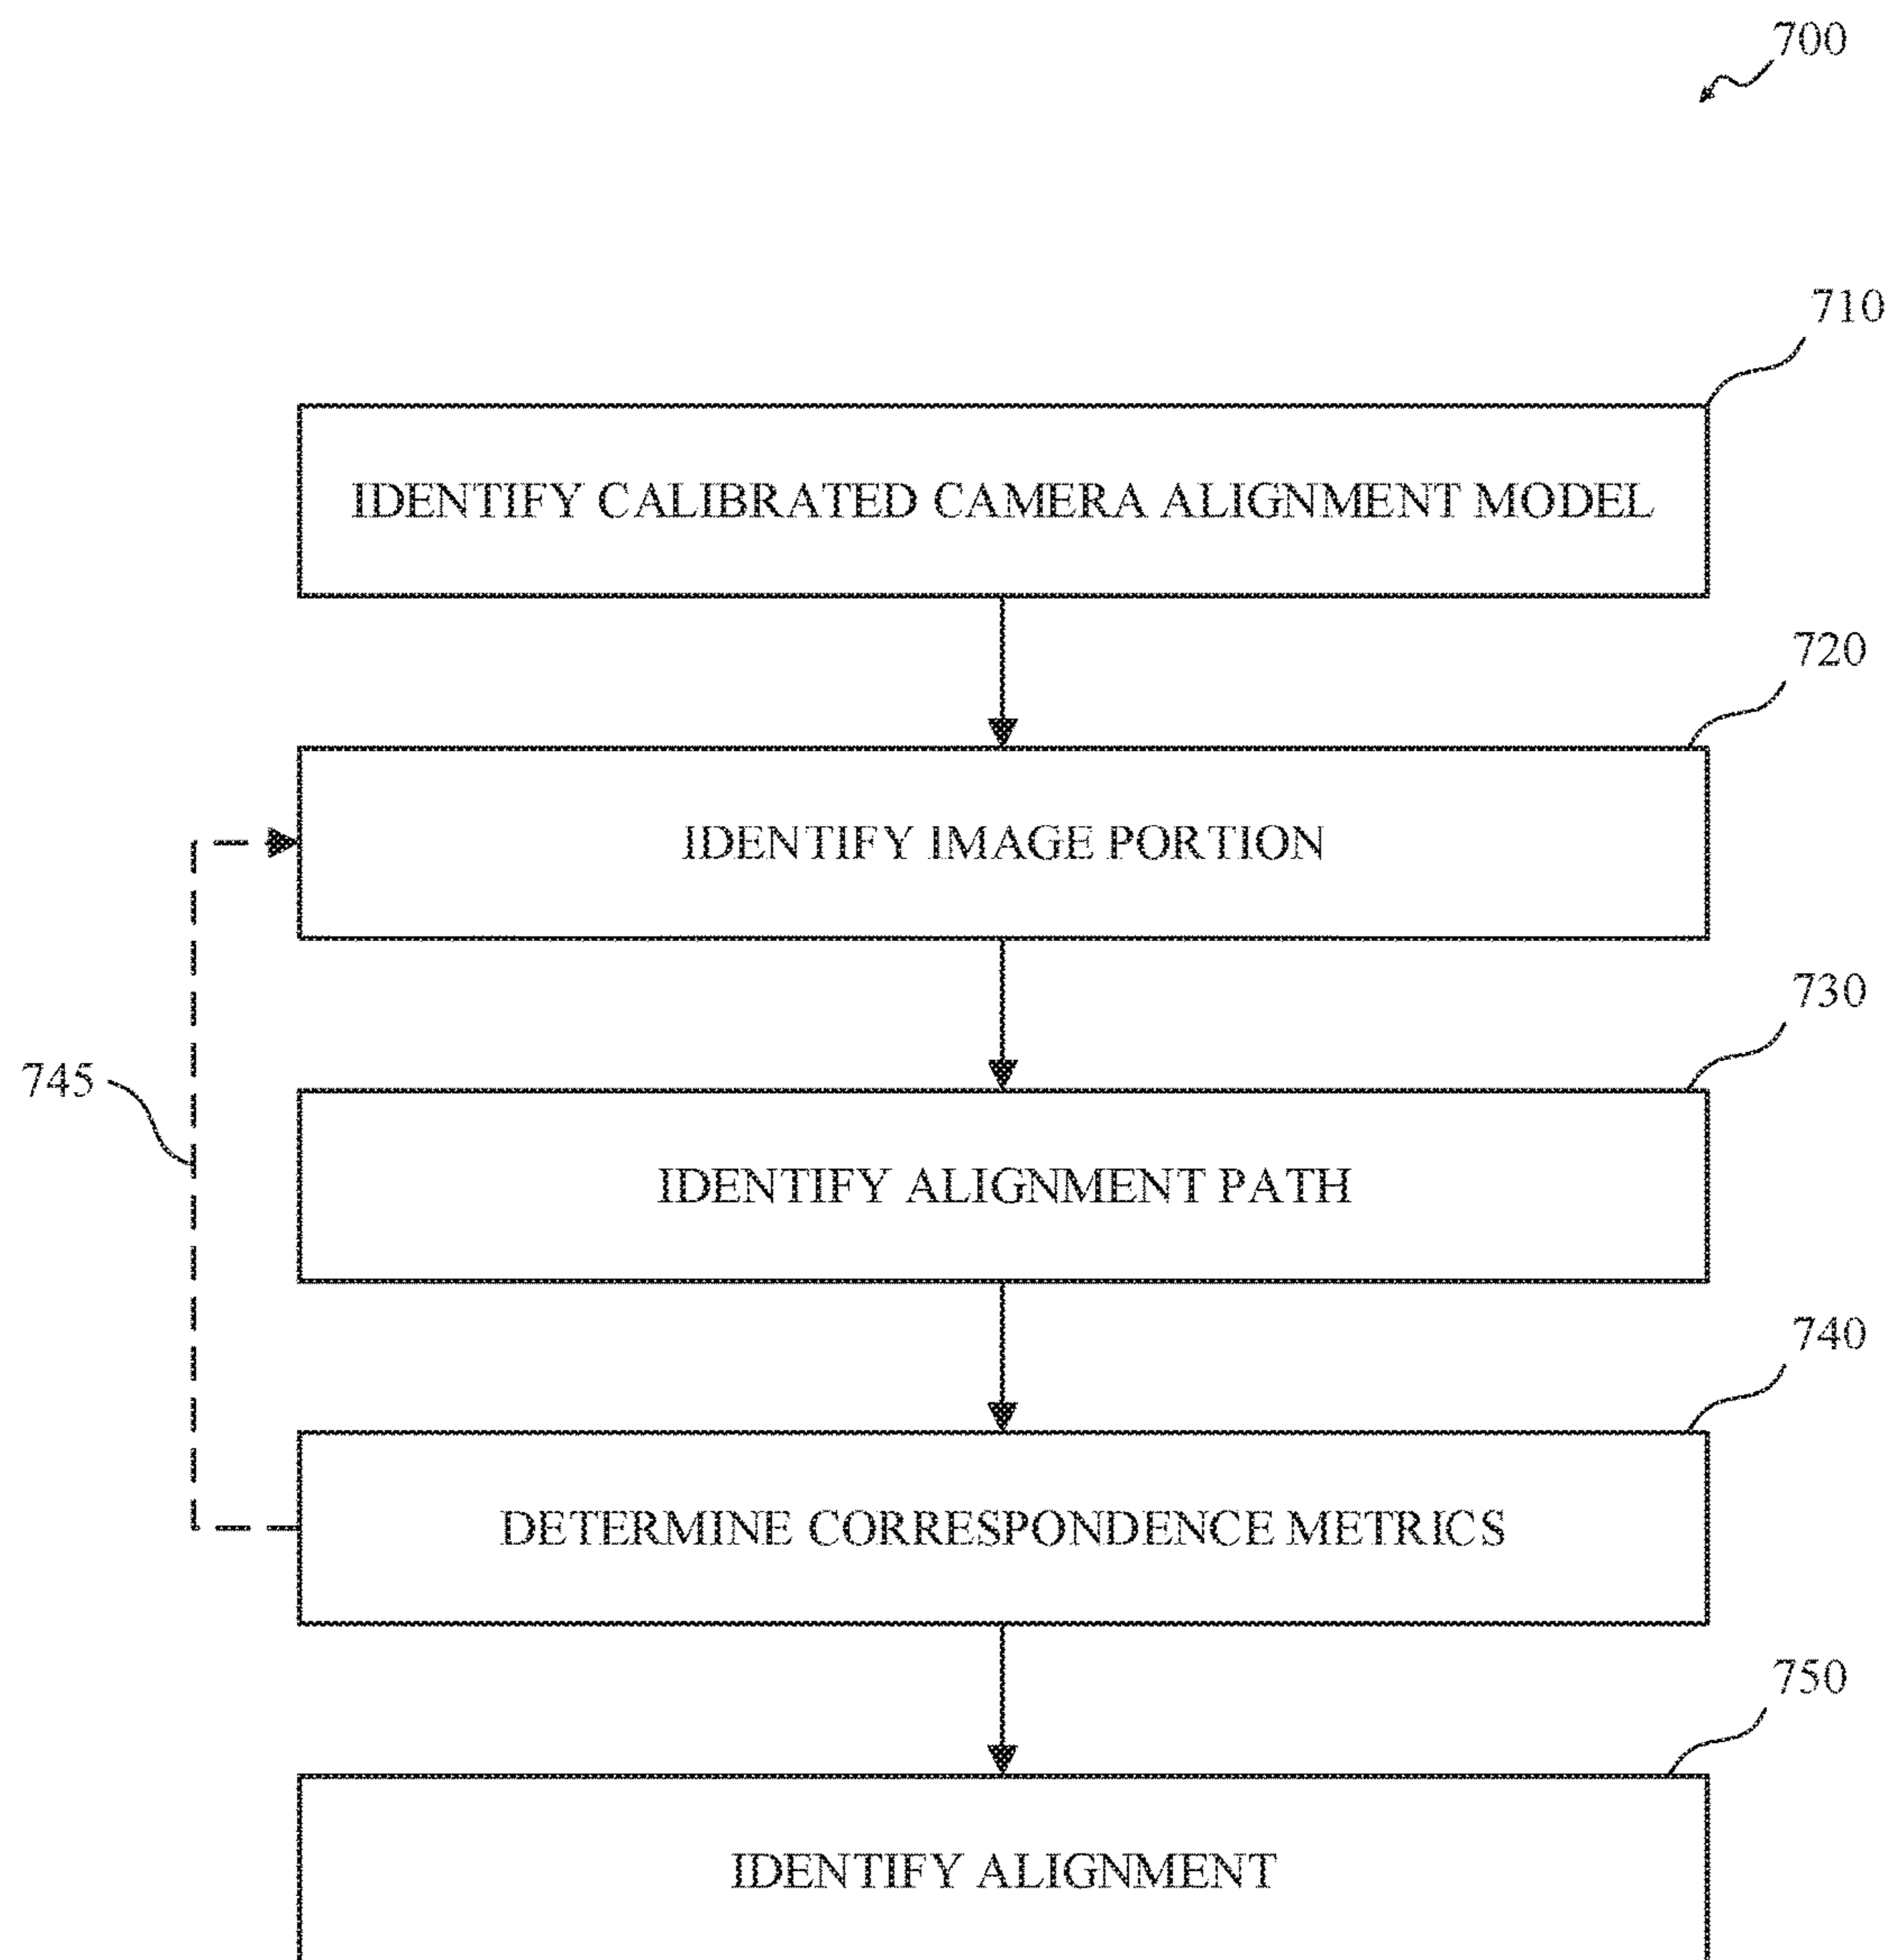 700
710
IDENTIFY CALIBRATED CAMERA ALIGNMENT MODEL
720
IDENTIFY IMAGE PORTION
730
745
IDENTIFY ALIGNMENT PATH
740
DETERMINE CORRESPONDENCE METRICS
750
IDENTIFY ALIGNMENT